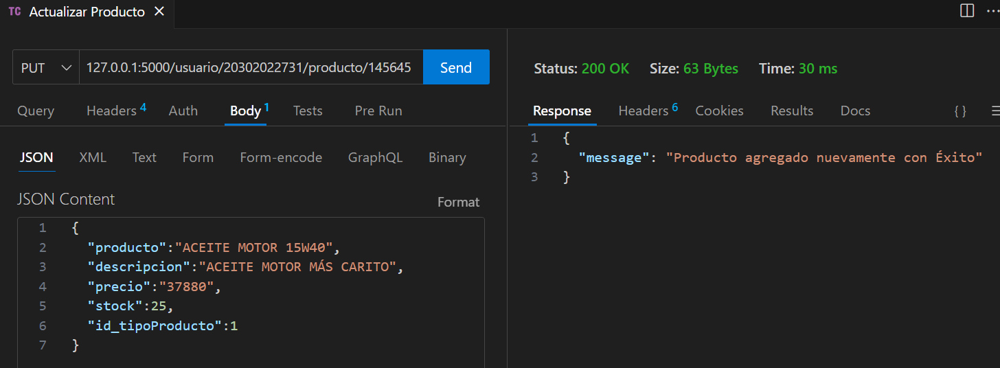 TC Actualizar Producto
PUT 127.0.0.1:5000/usuario/20302022731/producto/145645 Send
Query Headers 4 Auth Body 1 Tests Pre Run
JSON XML Text Form Form-encode GraphQL Binary
JSON Content
Format
1 {
2 "producto":"ACEITE MOTOR 15W40",
3 "descripcion":"ACEITE MOTOR MÁS CARITO",
4 "precio":"37880",
5 "stock":25,
6 "id_tipoProducto":1
7 }
Status: 200 OK Size: 63 Bytes Time: 30 ms
Response Headers 6 Cookies Results Docs { }
1 {
2 "message": "Producto agregado nuevamente con Éxito"
3 }